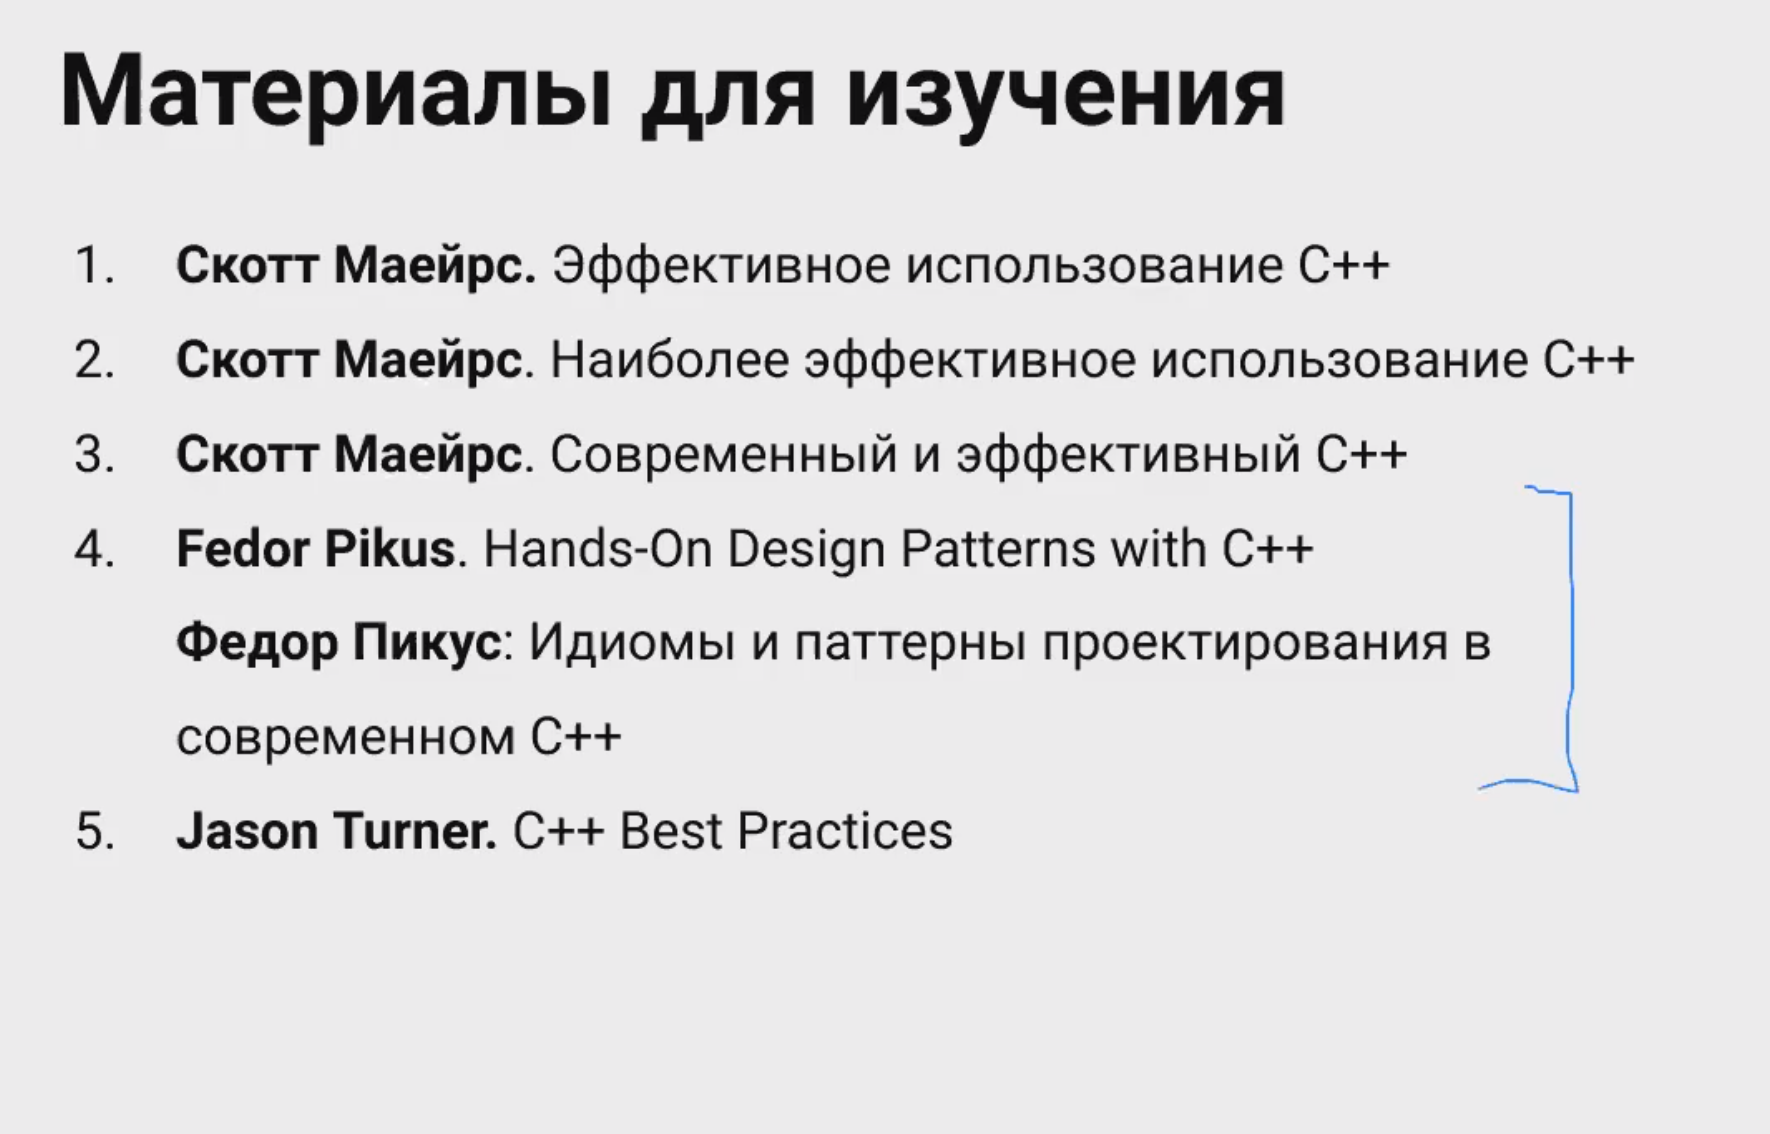 Материалы для изучения
1. Скотт Маейрс. Эффективное использование C++
2. Скотт Маейрс. Наиболее эффективное использование C++
3. Скотт Маейрс. Современный и эффективный C++
4. Fedor Pikus. Hands-On Design Patterns with C++
Федор Пикус: Идиомы и паттерны проектирования в
современном C++
5. Jason Turner. C++ Best Practices